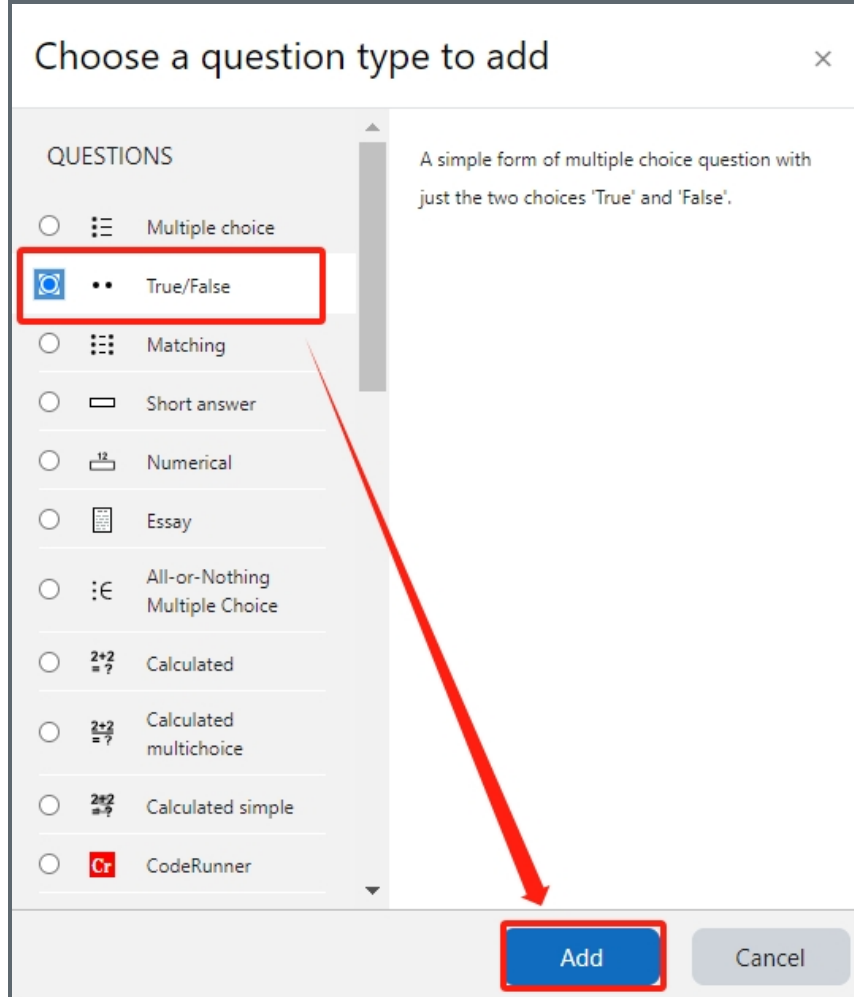 Choose a question type to add
×
QUESTIONS
Multiple choice
True/False
Matching
Short answer
12
Numerical
Essay
All-or-Nothing
Multiple Choice
2+2
= ?
Calculated
2+2
= ?
Calculated
multichoice
2+2
= ?
Calculated simple
Cr
CodeRunner
A simple form of multiple choice question with
just the two choices 'True' and 'False'.
Add
Cancel